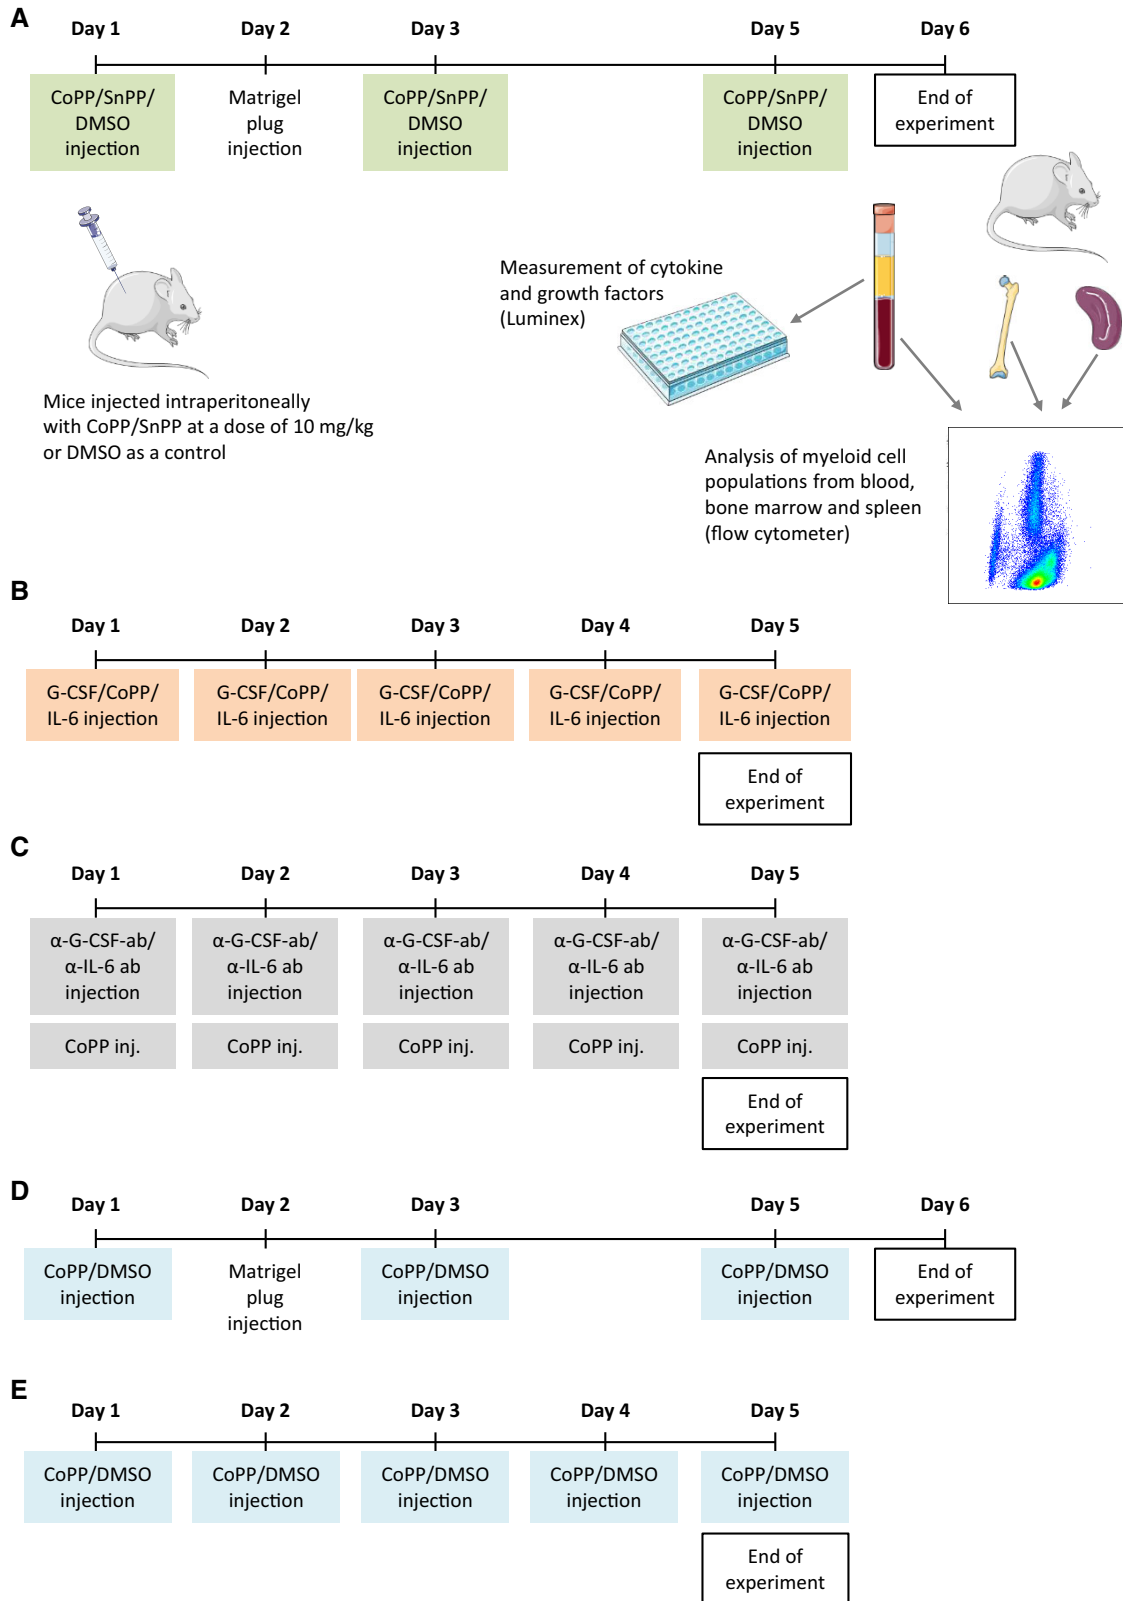 A
Day 1
Day 2
Day 3
Day 5
Day 6
CoPP/SnPP/
DMSO
injection
Matrigel
plug
injection
CoPP/SnPP/
DMSO
injection
CoPP/SnPP/
DMSO
injection
End of
experiment
Measurement of cytokine
and growth factors
(Luminex)
Mice injected intraperitoneally
with CoPP/SnPP at a dose of 10 mg/kg
or DMSO as a control
Analysis of myeloid cell
populations from blood,
bone marrow and spleen
(flow cytometer)
B
Day 1
Day 2
Day 3
Day 4
Day 5
G-CSF/CoPP/
IL-6 injection
G-CSF/CoPP/
IL-6 injection
G-CSF/CoPP/
IL-6 injection
G-CSF/CoPP/
IL-6 injection
G-CSF/CoPP/
IL-6 injection
End of
experiment
C
Day 1
Day 2
Day 3
Day 4
Day 5
α-G-CSF-ab/
α-IL-6 ab
injection
α-G-CSF-ab/
α-IL-6 ab
injection
α-G-CSF-ab/
α-IL-6 ab
injection
α-G-CSF-ab/
α-IL-6 ab
injection
α-G-CSF-ab/
α-IL-6 ab
injection
CoPP inj.
CoPP inj.
CoPP inj.
CoPP inj.
CoPP inj.
End of
experiment
D
Day 1
Day 2
Day 3
Day 5
Day 6
CoPP/DMSO
injection
Matrigel
plug
injection
CoPP/DMSO
injection
CoPP/DMSO
injection
End of
experiment
E
Day 1
Day 2
Day 3
Day 4
Day 5
CoPP/DMSO
injection
CoPP/DMSO
injection
CoPP/DMSO
injection
CoPP/DMSO
injection
CoPP/DMSO
injection
End of
experiment